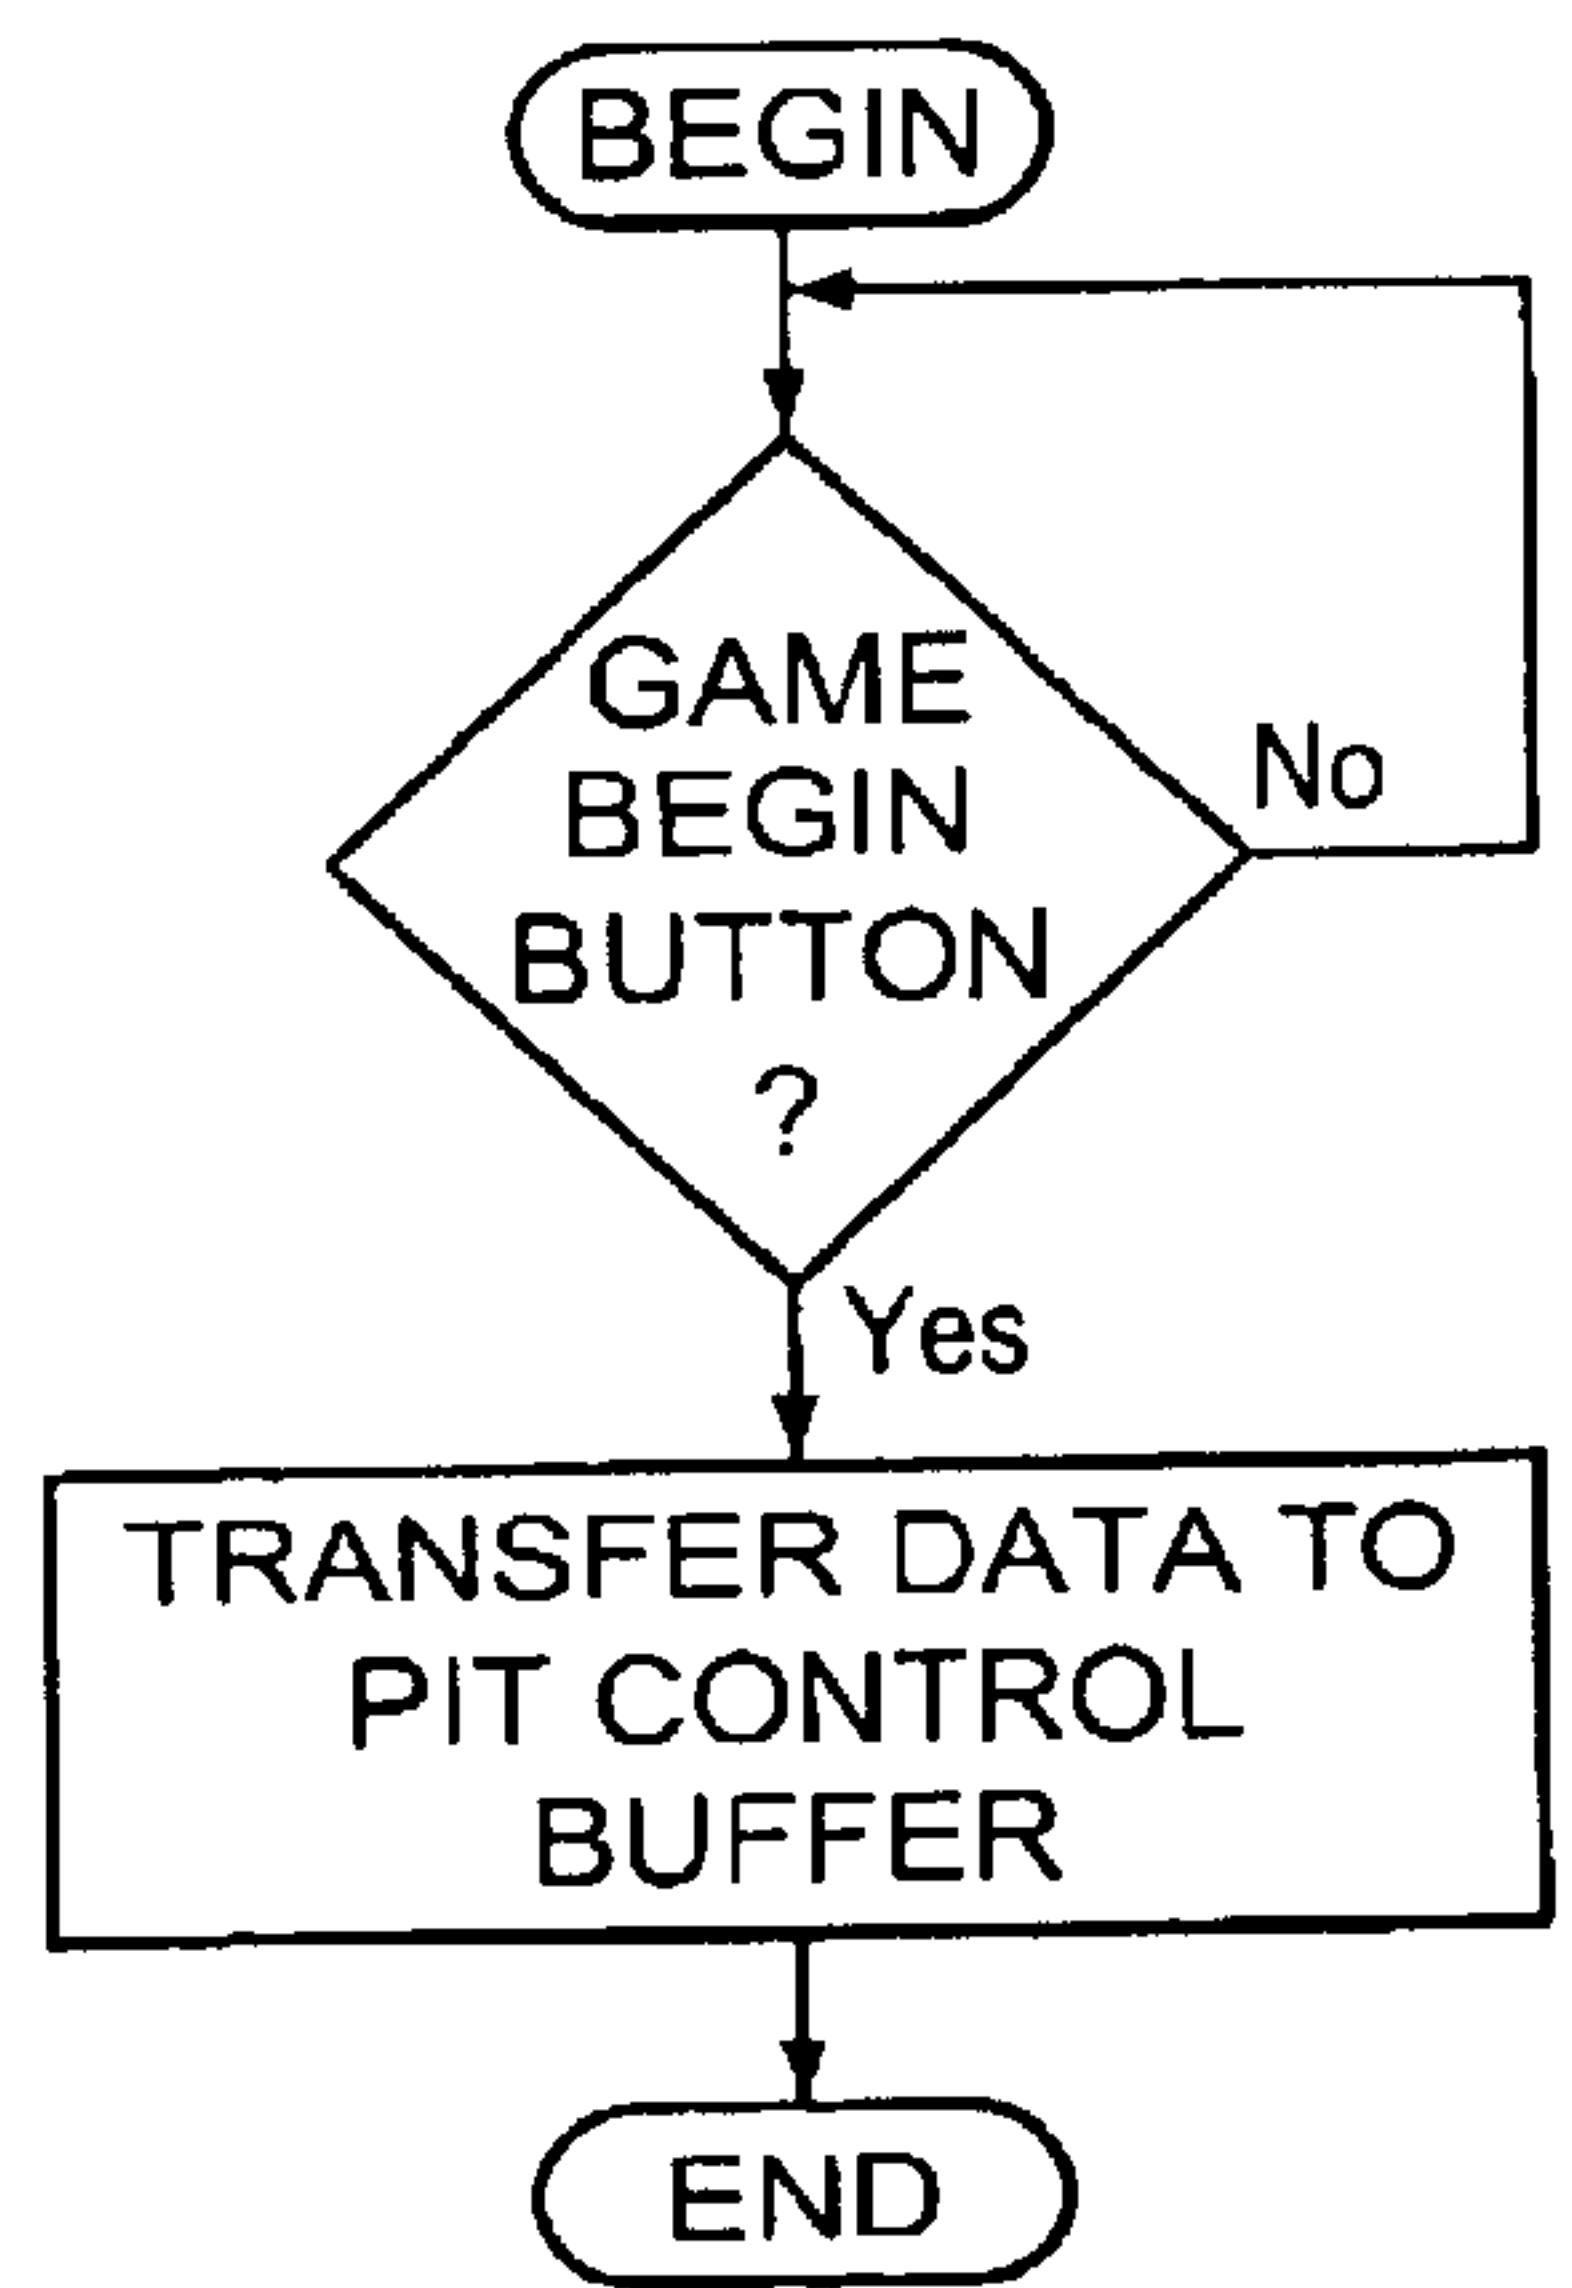 BEGIN
GAME
BEGIN
BUTTON
?
No
Yes
TRANSFER DATA TO
PIT CONTROL
BUFFER
END